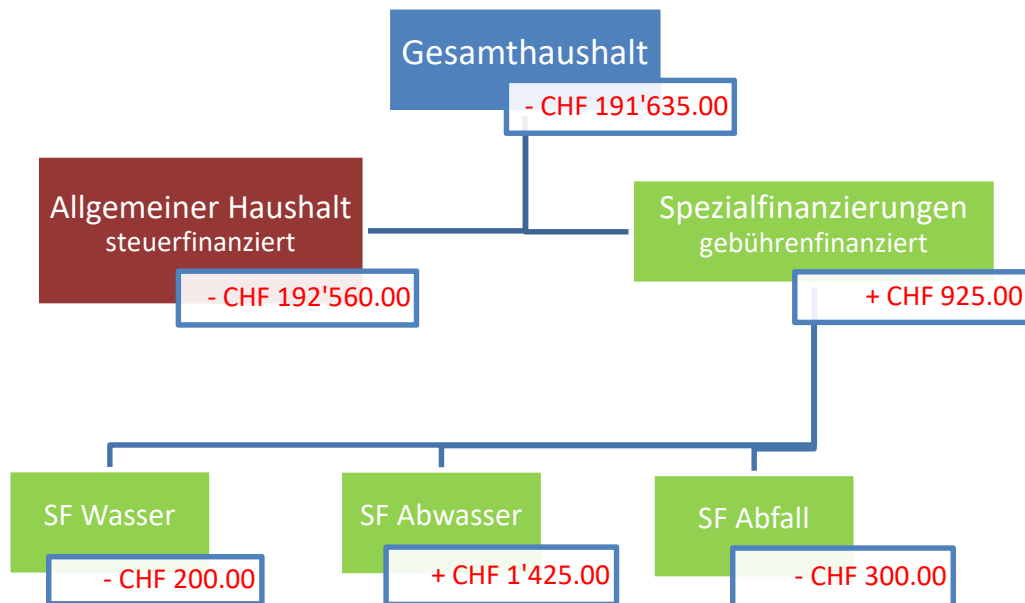 Gesamthaushalt
- CHF 191'635.00
Allgemeiner Haushalt
steuerfinanziert
- CHF 192'560.00
Spezialfinanzierungen
gebührenfinanziert
+ CHF 925.00
SF Wasser
- CHF 200.00
SF Abwasser
+ CHF 1'425.00
SF Abfall
- CHF 300.00